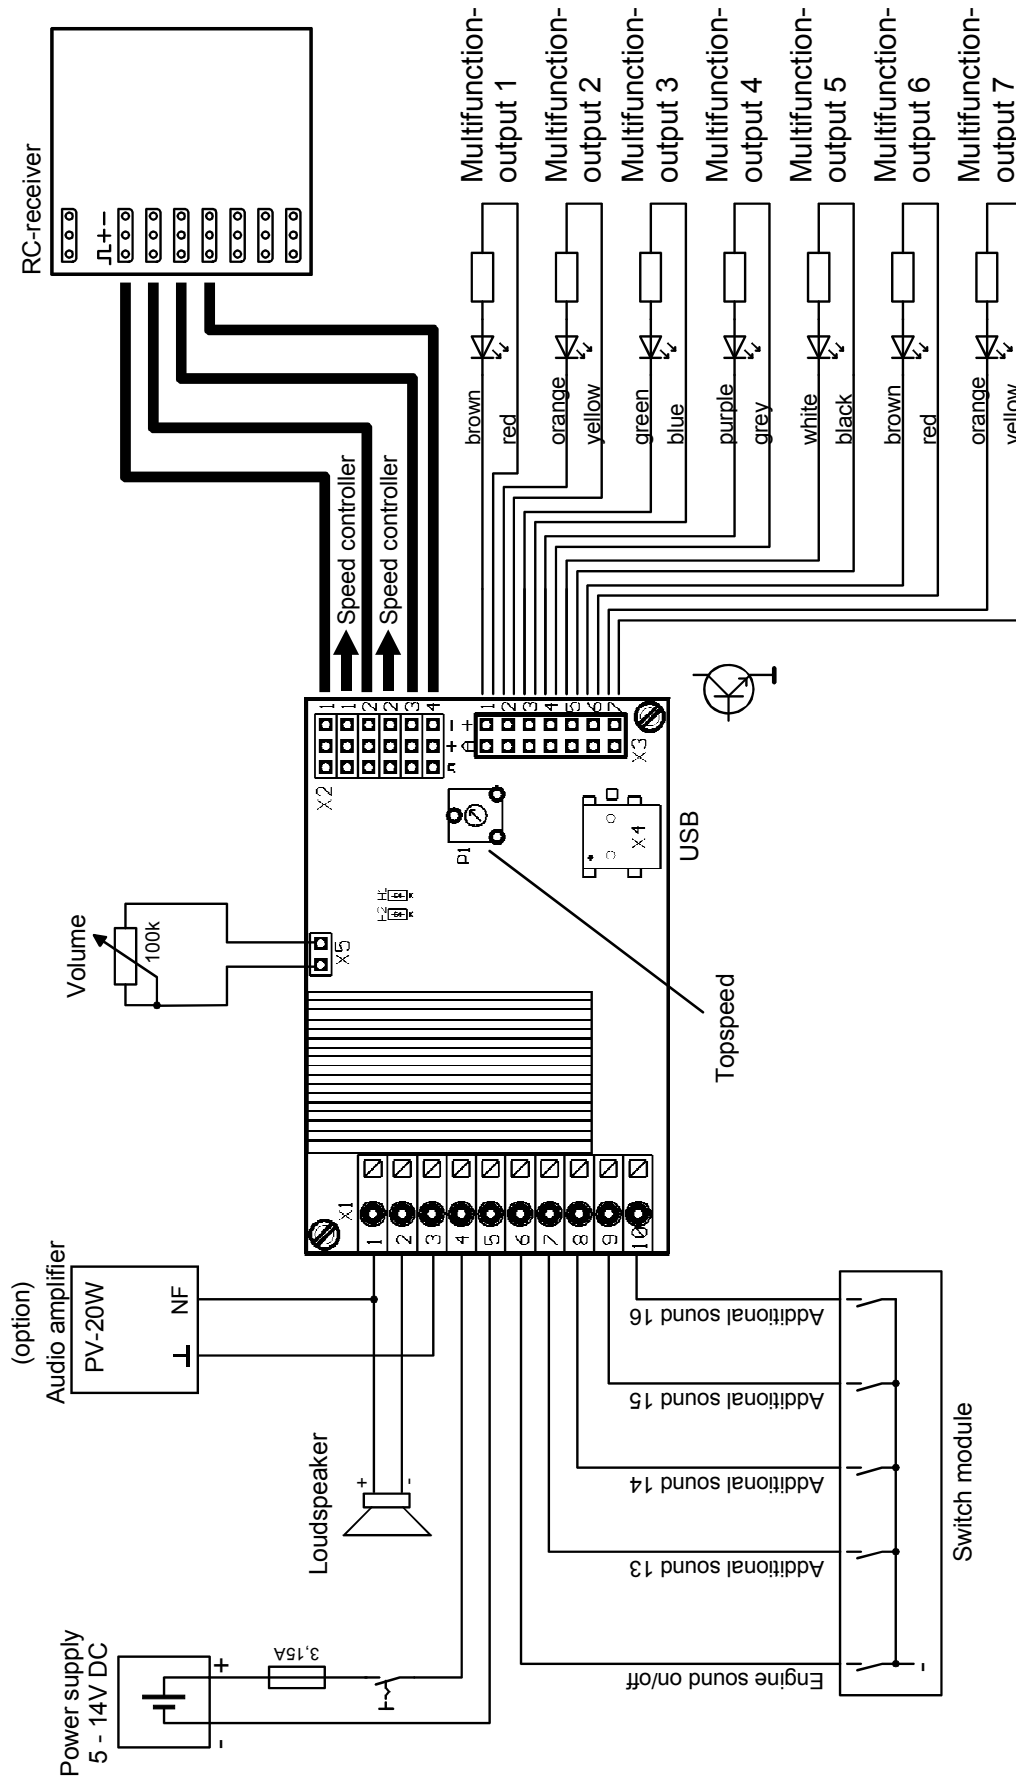 Power supply
5 - 14V DC
+
-
3,15A
Loudspeaker
+
-
(option)
Audio amplifier
PV-20W
NF
Volume
100k
RC-receiver
+ -
Speed controller
Speed controller
X1
1
2
3
4
5
6
7
8
9
10
X5
H2
H1
X2
1
1
2
2
3
4
- +
P1
X3
1
2
3
4
5
6
7
+
X4
USB
Topspeed
Engine sound on/off
Additional sound 13
Additional sound 14
Additional sound 15
Additional sound 16
-
Switch module
brown
red
Multifunction-
output 1
orange
yellow
Multifunction-
output 2
green
blue
Multifunction-
output 3
purple
grey
Multifunction-
output 4
white
black
Multifunction-
output 5
brown
red
Multifunction-
output 6
orange
yellow
Multifunction-
output 7